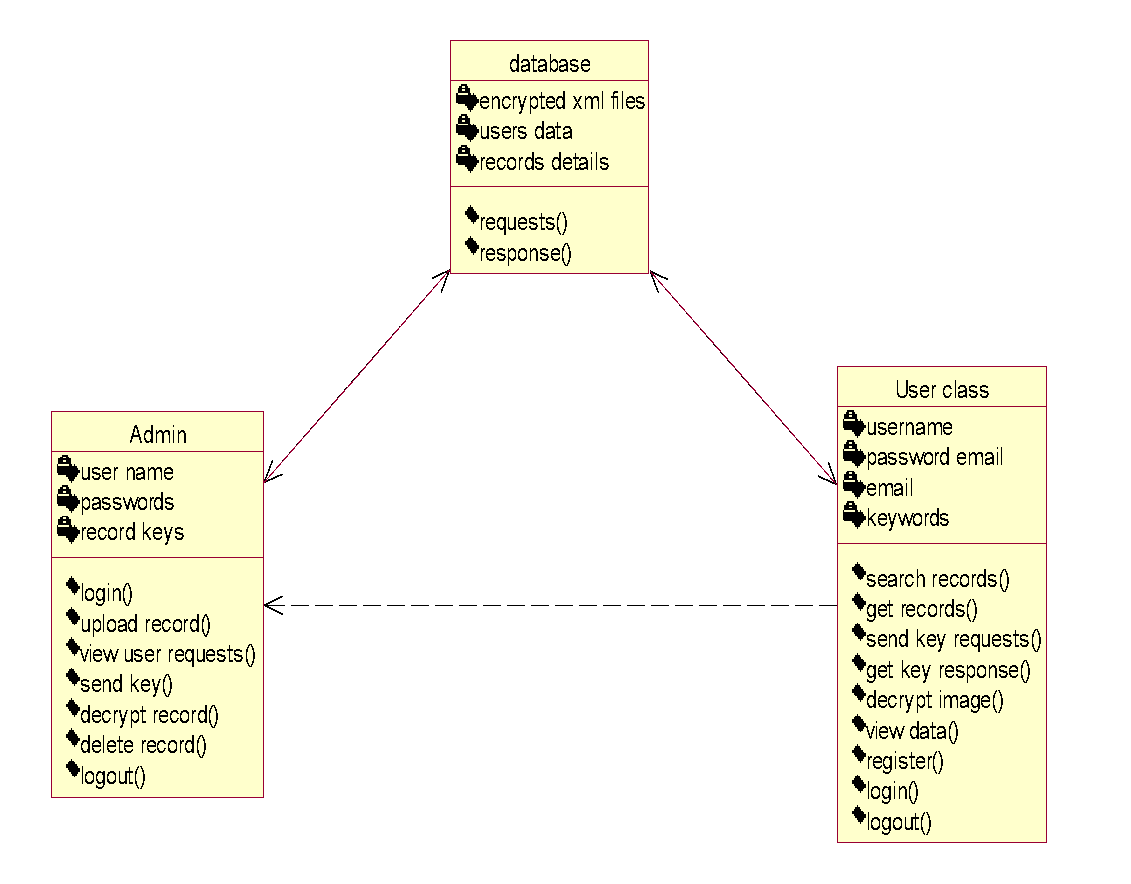 database
encrypted xml files
users data
records details
requests()
response()
Admin
user name
passwords
record keys
login()
upload record()
view user requests()
send key()
decrypt record()
delete record()
logout()
User class
username
password email
email
keywords
search records()
get records()
send key requests()
get key response()
decrypt image()
view data()
register()
login()
logout()